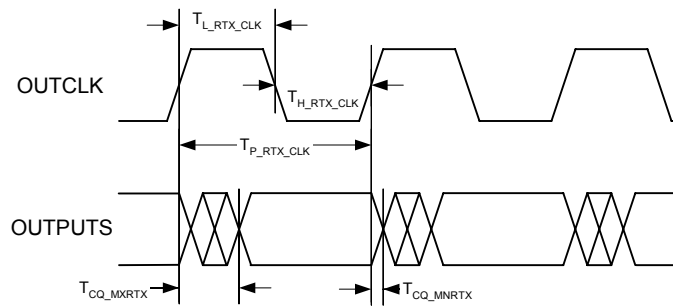 T_L_RTX_CLK
OUTCLK
T_H_RTX_CLK
T_P_RTX_CLK
OUTPUTS
T_CQ_MXRTX
T_CQ_MNRTX